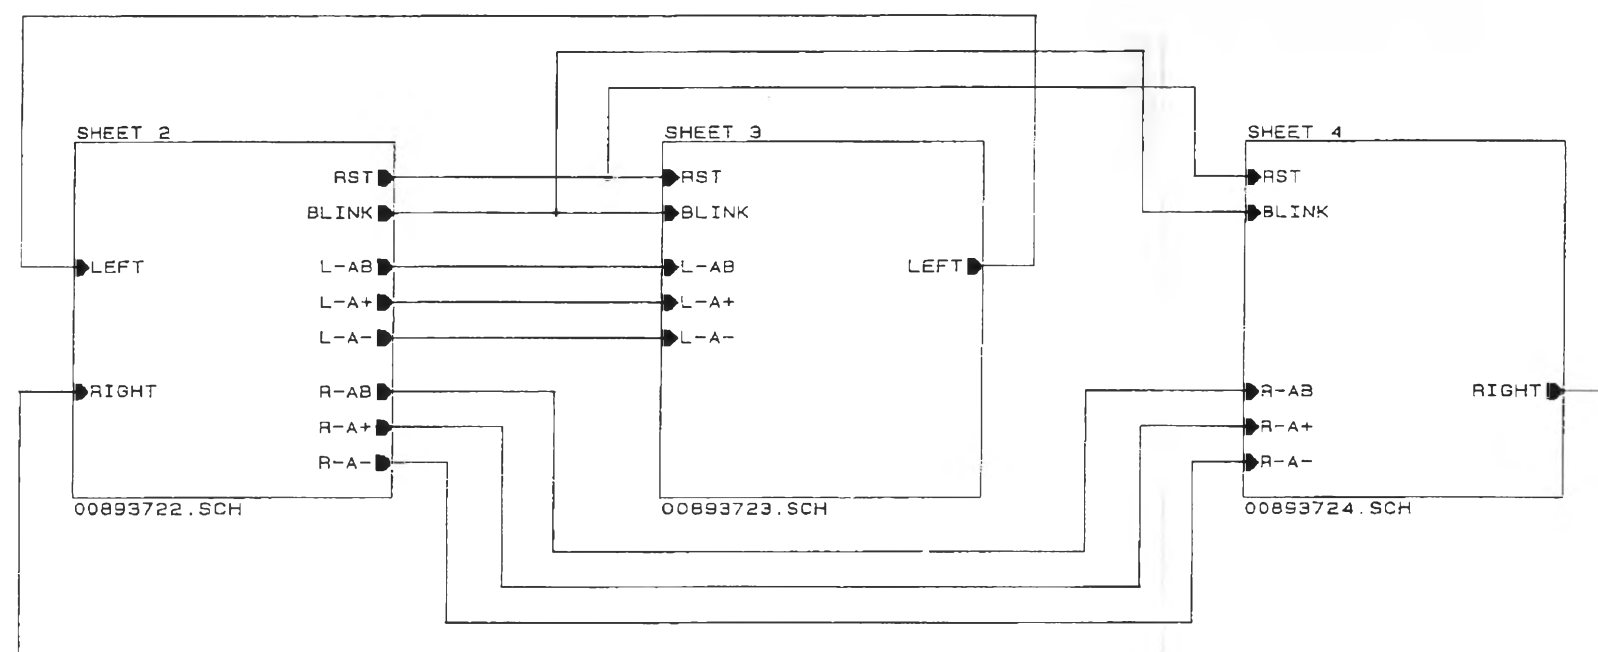 SHEET 2
RST
BLINK
LEFT
L-AB
L-A+
L-A-
RIGHT
R-AB
R-A+
R-A-
00893722.SCH
SHEET 3
RST
BLINK
L-AB
LEFT
L-A+
L-A-
00893723.SCH
SHEET 4
RST
BLINK
R-AB
RIGHT
R-A+
R-A-
00893724.SCH